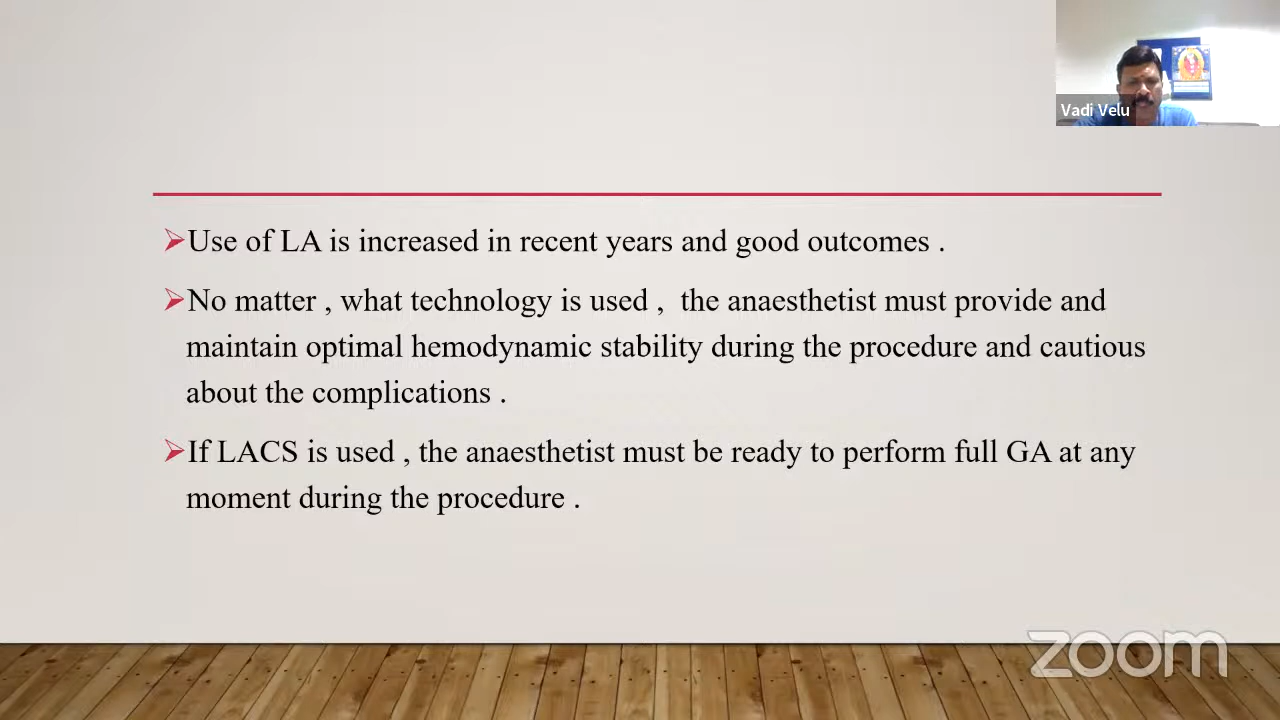 Vadi Velu
➢Use of LA is increased in recent years and good outcomes .
➢No matter , what technology is used ,  the anaesthetist must provide and
maintain optimal hemodynamic stability during the procedure and cautious
about the complications .
➢If LACS is used , the anaesthetist must be ready to perform full GA at any
moment during the procedure .
zoom